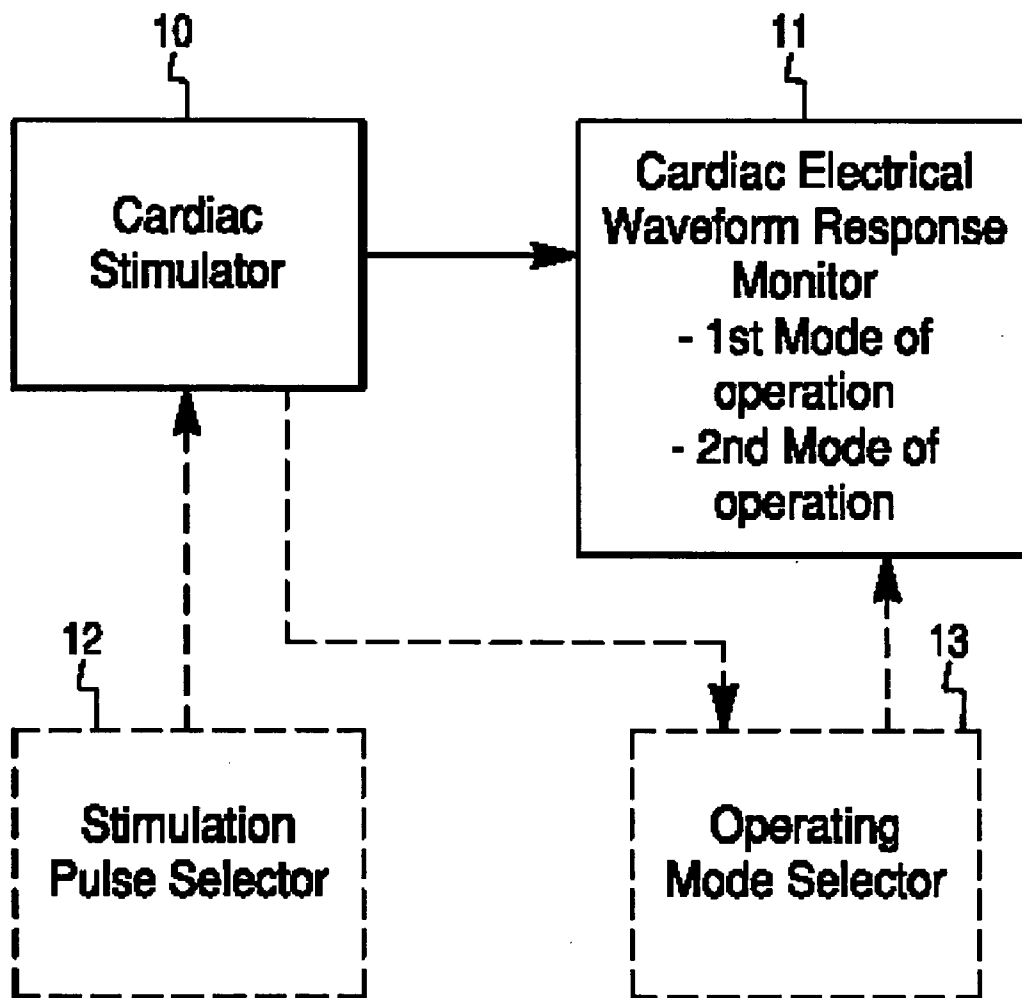 10
11
Cardiac
Stimulator
Cardiac Electrical
Waveform Response
Monitor
- 1st Mode of
operation
- 2nd Mode of
operation
12
13
Stimulation
Pulse Selector
Operating
Mode Selector